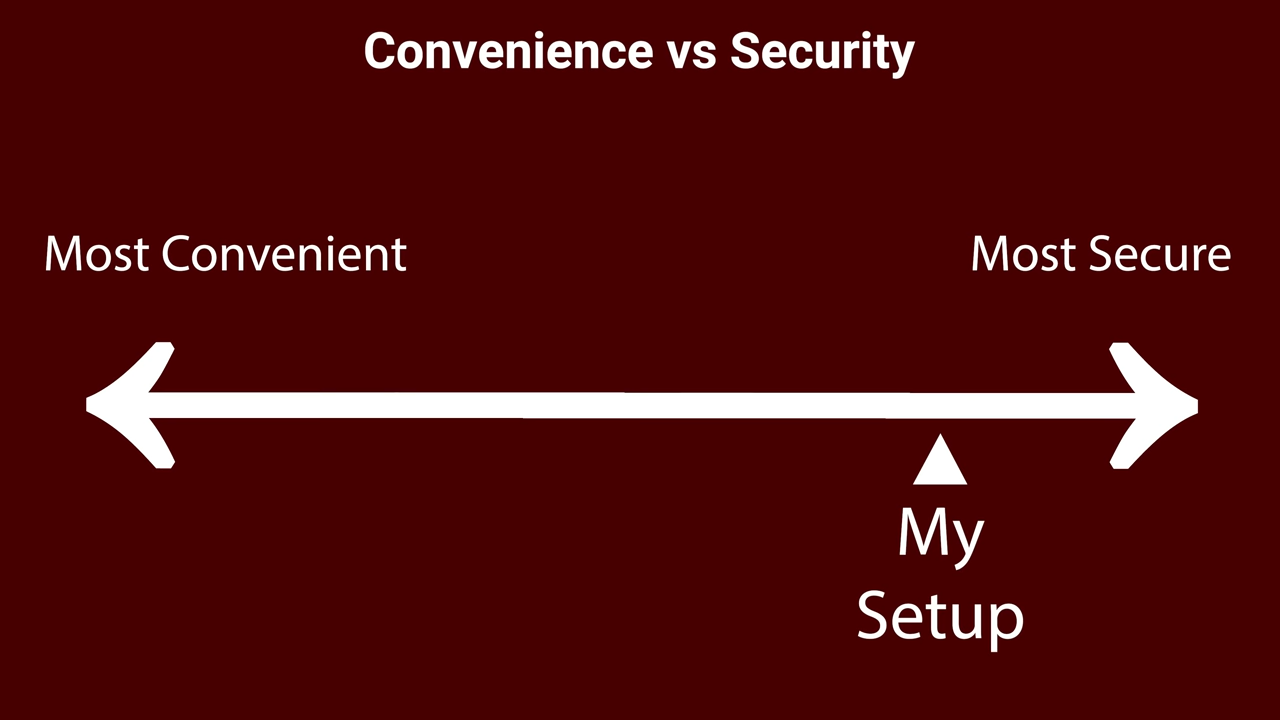 Convenience vs Security
Most Convenient
Most Secure
My
Setup